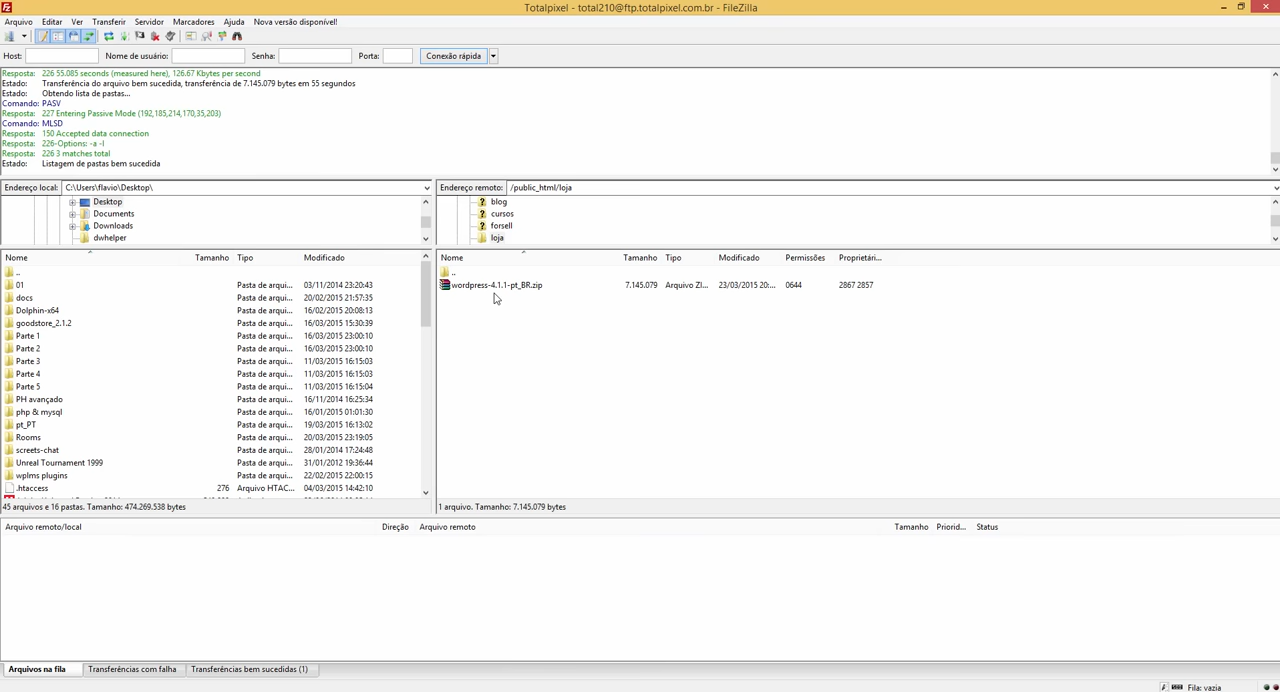 Totalpixel - total210@ftp.totalpixel.com.br - FileZilla
Arquivo Editar Ver Transferir Servidor Marcadores Ajuda Nova versão disponível!
Host: Nome de usuário: Senha: Porta: Conexão rápida
Resposta: 226 55.085 seconds (measured here), 126.67 Kbytes per second
Estado: Transferência do arquivo bem sucedida, transferência de 7.145.079 bytes em 55 segundos
Estado: Obtendo lista de pastas...
Comando: PASV
Resposta: 227 Entering Passive Mode (192,185,214,170,35,203)
Comando: MLSD
Resposta: 150 Accepted data connection
Resposta: 226-Options: -a -l
Resposta: 226 3 matches total
Estado: Listagem de pastas bem sucedida
Endereço local: C:\Users\flavio\Desktop\
Desktop
Documents
Downloads
dwhelper
Endereço remoto: /public_html/loja
blog
cursos
forsell
loja
Nome Tamanho Tipo Modificado
..
01 Pasta de arqui... 03/11/2014 23:20:43
docs Pasta de arqui... 20/02/2015 21:57:35
Dolphin-x64 Pasta de arqui... 16/02/2015 20:08:13
goodstore_2.1.2 Pasta de arqui... 16/03/2015 15:30:39
Parte 1 Pasta de arqui... 16/03/2015 23:00:10
Parte 2 Pasta de arqui... 16/03/2015 23:00:10
Parte 3 Pasta de arqui... 11/03/2015 16:15:03
Parte 4 Pasta de arqui... 11/03/2015 16:15:03
Parte 5 Pasta de arqui... 11/03/2015 16:15:04
PH avançado Pasta de arqui... 16/11/2014 16:25:34
php & mysql Pasta de arqui... 16/01/2015 01:01:30
pt_PT Pasta de arqui... 19/03/2015 16:13:02
Rooms Pasta de arqui... 20/03/2015 23:19:05
screets-chat Pasta de arqui... 28/01/2014 17:24:48
Unreal Tournament 1999 Pasta de arqui... 31/01/2012 19:36:44
wplms plugins Pasta de arqui... 22/02/2015 22:00:15
.htaccess 276 Arquivo HTAC... 04/03/2015 14:42:10
45 arquivos e 16 pastas. Tamanho: 474.269.538 bytes
Nome Tamanho Tipo Modificado Permissões Proprietári...
..
wordpress-4.1.1-pt_BR.zip 7.145.079 Arquivo ZI... 23/03/2015 20:... 0644 2867 2857
1 arquivo. Tamanho: 7.145.079 bytes
Arquivo remoto/local Direção Arquivo remoto Tamanho Priorid... Status
Arquivos na fila Transferências com falha Transferências bem sucedidas (1)
Fila: vazia